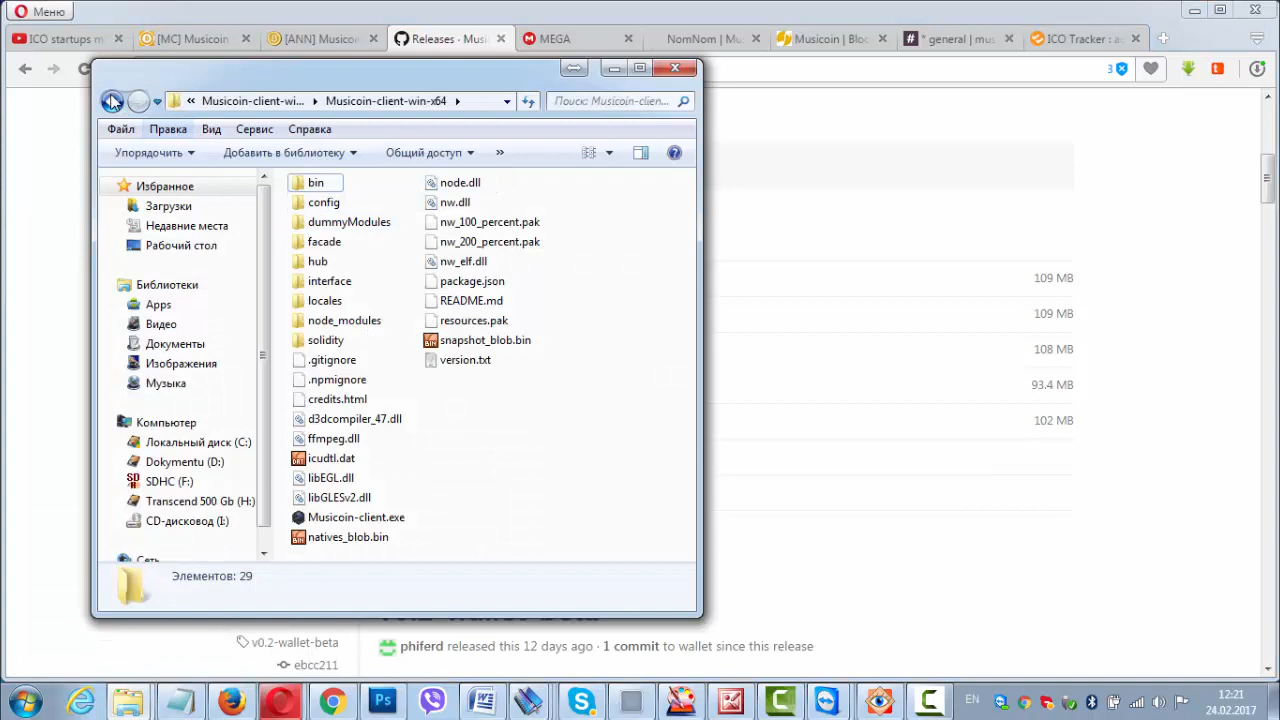 Меню
ICO startups m
[MC] Musicoin
[ANN] Musicoin
Releases · Musi
MEGA
NomNom | Mu
Musicoin | Bloc
* general | mus
ICO Tracker : a
3
Musicoin-client-wi...
Musicoin-client-win-x64
Поиск: Musicoin-clien...
Файл
Правка
Вид
Сервис
Справка
Упорядочить
Добавить в библиотеку
Общий доступ
»
Избранное
Загрузки
Недавние места
Рабочий стол
Библиотеки
Apps
Видео
Документы
Изображения
Музыка
Компьютер
Локальный диск (C:)
Dokymentu (D:)
SDHC (F:)
Transcend 500 Gb (H:)
CD-дисковод (I:)
Сеть
bin
config
dummyModules
facade
hub
interface
locales
node_modules
solidity
.gitignore
.npmignore
credits.html
d3dcompiler_47.dll
ffmpeg.dll
icudtl.dat
libEGL.dll
libGLESv2.dll
Musicoin-client.exe
natives_blob.bin
node.dll
nw.dll
nw_100_percent.pak
nw_200_percent.pak
nw_elf.dll
package.json
README.md
resources.pak
snapshot_blob.bin
version.txt
Элементов: 29
109 MB
109 MB
108 MB
93.4 MB
102 MB
v0.2-wallet-beta
ebcc211
phiferd released this 12 days ago · 1 commit to wallet since this release
EN
12:21
24.02.2017